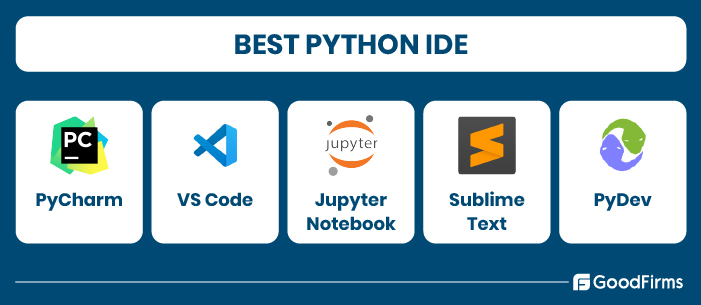 BEST PYTHON IDE
PC
PyCharm
VS Code
jupyter
Jupyter
Notebook
Sublime
Text
PyDev
GoodFirms